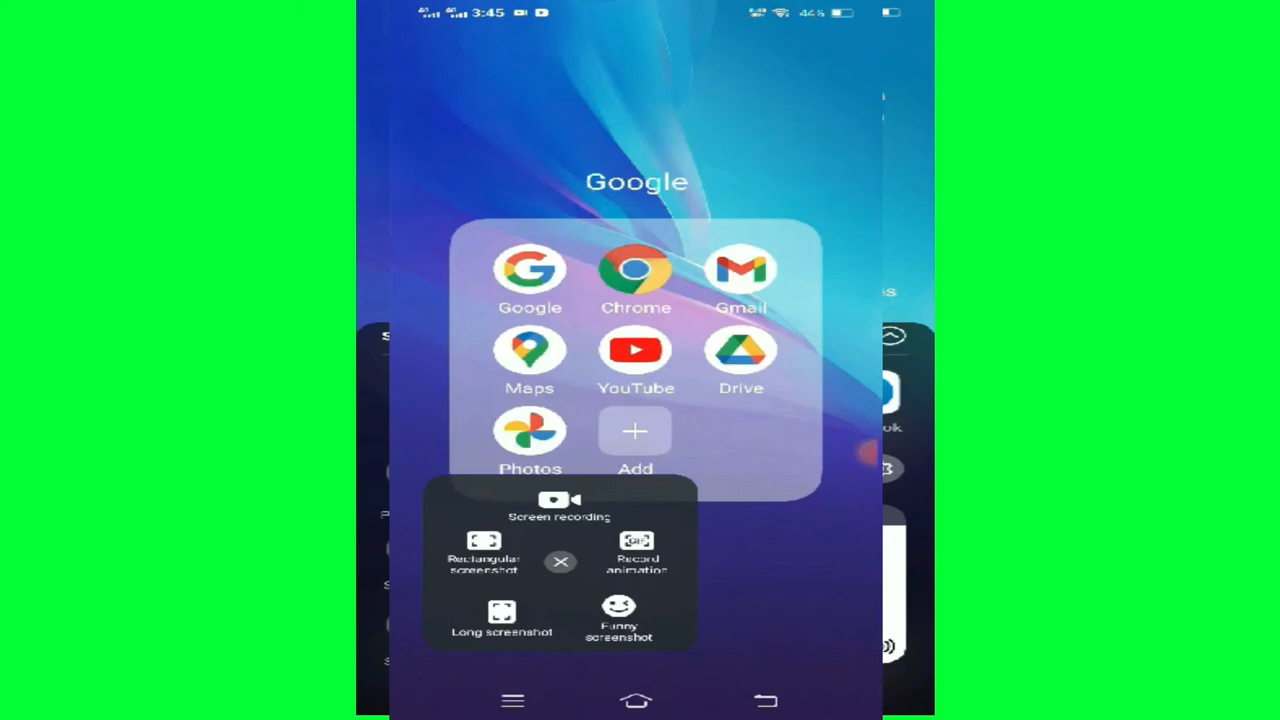 3:45 44%
Google
Google Chrome Gmail
Maps YouTube Drive
Photos Add
Screen recording
Rectangular
screenshot
Record
animation
GIF
Long screenshot
Funny
screenshot